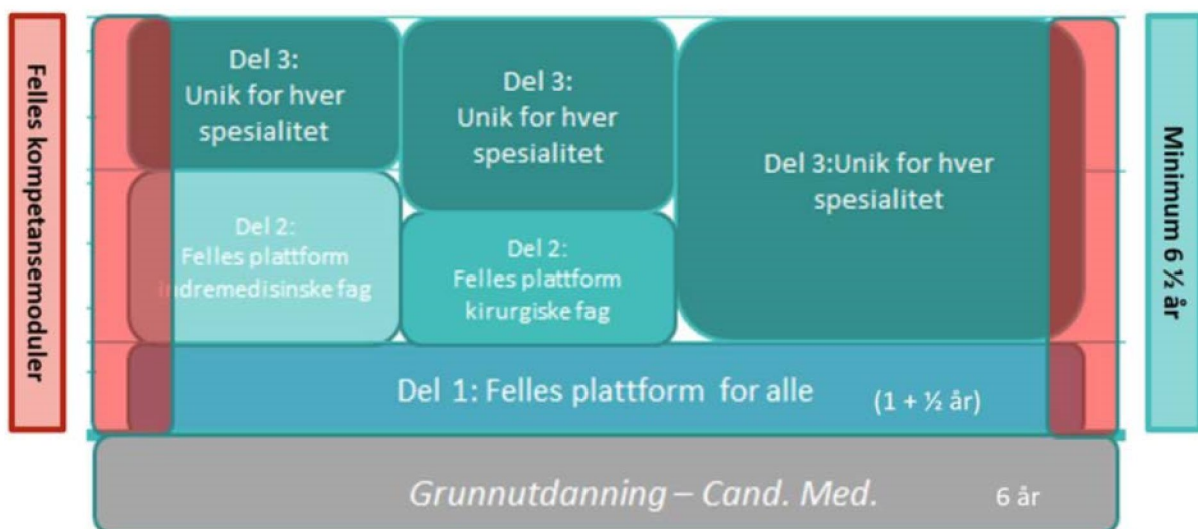 Felles kompetansemoduler
Del 3:
Unik for hver
spesialitet
Del 2:
Felles plattform
indremedisinske fag
Del 3:
Unik for hver
spesialitet
Del 2:
Felles plattform
kirurgiske fag
Del 3:Unik for hver
spesialitet
Del 1: Felles plattform for alle
(1 + ½ år)
Grunnutdanning – Cand. Med.
6 år
Minimum 6 ½ år